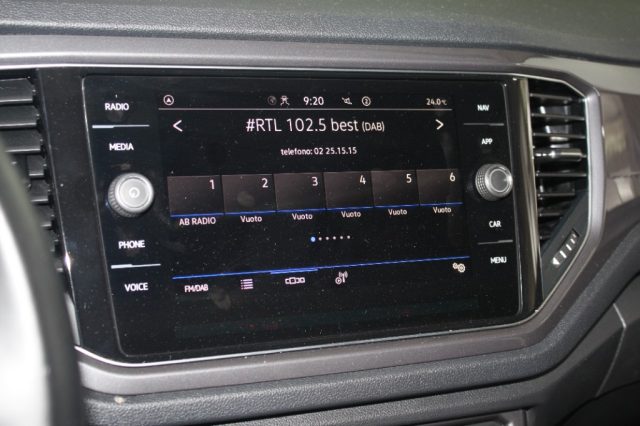 RADIO
MEDIA
PHONE
VOICE
9:20
2
24.0°C
#RTL 102.5 best (DAB)
telefono: 02 25.15.15
1 2 3 4 5 6
AB RADIO Vuoto Vuoto Vuoto Vuoto Vuoto
FM/DAB
NAV
APP
CAR
MENU